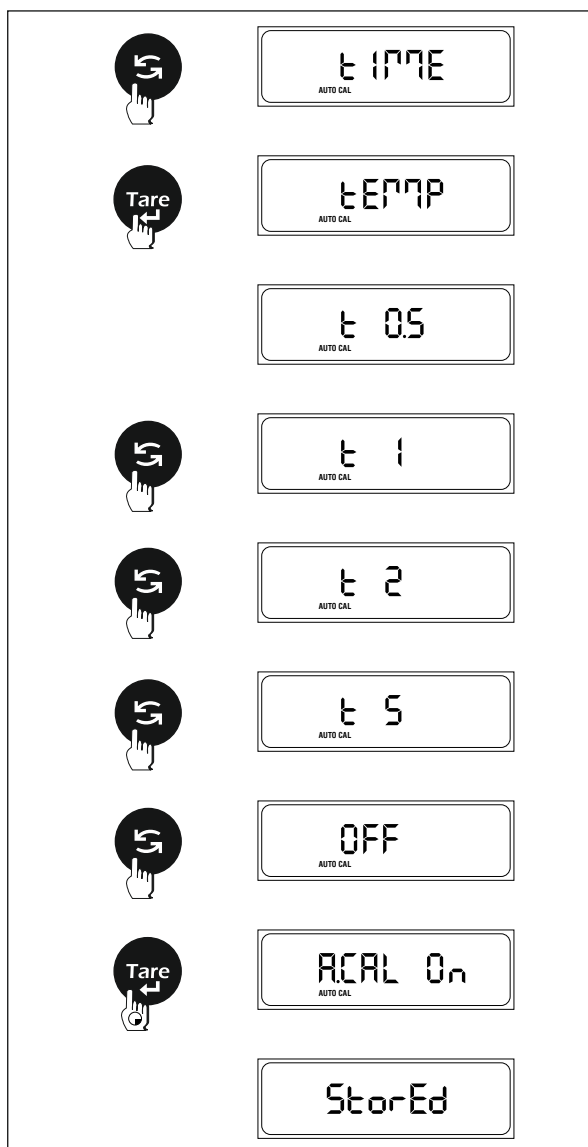 tIME
AUTO CAL
Tare
tEMP
AUTO CAL
t 0.5
AUTO CAL
t 1
AUTO CAL
t 2
AUTO CAL
t 5
AUTO CAL
OFF
AUTO CAL
Tare
A.CAL On
AUTO CAL
StorEd